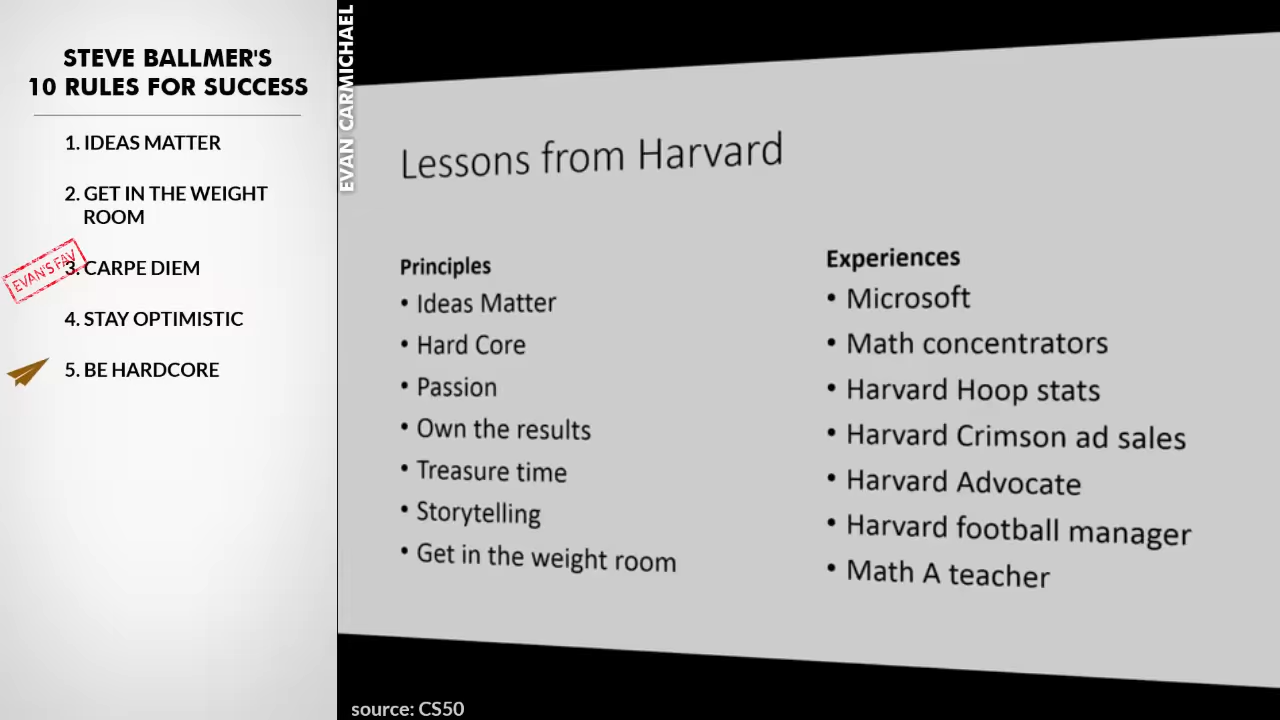 STEVE BALLMER'S
10 RULES FOR SUCCESS
1. IDEAS MATTER
2. GET IN THE WEIGHT
ROOM
EVAN'S FAV
3. CARPE DIEM
4. STAY OPTIMISTIC
5. BE HARDCORE
EVAN CARMICHAEL
Lessons from Harvard
Principles
• Ideas Matter
• Hard Core
• Passion
• Own the results
• Treasure time
• Storytelling
• Get in the weight room
Experiences
• Microsoft
• Math concentrators
• Harvard Hoop stats
• Harvard Crimson ad sales
• Harvard Advocate
• Harvard football manager
• Math A teacher
source: CS50